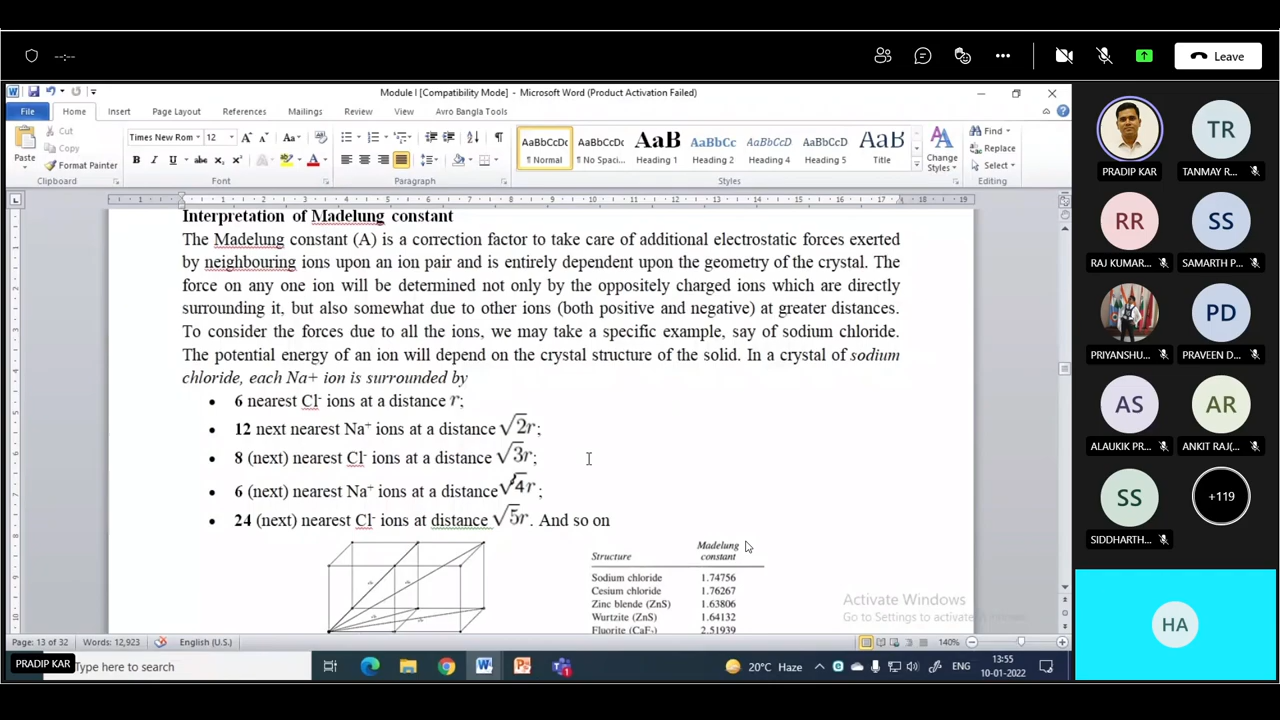 --:--
Leave
Module I [Compatibility Mode] - Microsoft Word (Product Activation Failed)
File Home Insert Page Layout References Mailings Review View Avro Bangla Tools
Cut
Copy
Format Painter
Paste
Times New Rom 12
AaBbCcDc AaBbCcDc AaBb AaBbCc AaBbCcD AaBbCcD AaBb
¶ Normal ¶ No Spaci... Heading 1 Heading 2 Heading 4 Heading 5 Title
Change Styles
Find
Replace
Select
Clipboard Font Paragraph Styles Editing
Interpretation of Madelung constant
The Madelung constant (A) is a correction factor to take care of additional electrostatic forces exerted
by neighbouring ions upon an ion pair and is entirely dependent upon the geometry of the crystal. The
force on any one ion will be determined not only by the oppositely charged ions which are directly
surrounding it, but also somewhat due to other ions (both positive and negative) at greater distances.
To consider the forces due to all the ions, we may take a specific example, say of sodium chloride.
The potential energy of an ion will depend on the crystal structure of the solid. In a crystal of sodium
chloride, each Na+ ion is surrounded by
• 6 nearest Cl⁻ ions at a distance r;
• 12 next nearest Na⁺ ions at a distance √2r;
• 8 (next) nearest Cl⁻ ions at a distance √3r;
• 6 (next) nearest Na⁺ ions at a distance √4r;
• 24 (next) nearest Cl⁻ ions at distance √5r. And so on
Structure Madelung constant
Sodium chloride 1.74756
Cesium chloride 1.76267
Zinc blende (ZnS) 1.63806
Wurtzite (ZnS) 1.64132
Fluorite (CaF₂) 2.51939
Activate Windows
Go to Settings to activate Windows.
Page: 13 of 32 Words: 12,923 English (U.S.) 140%
PRADIP KAR
Type here to search
20°C Haze ENG 13:55
10-01-2022
PRADIP KAR
TR
TANMAY R...
RR
RAJ KUMAR...
SS
SAMARTH P...
PRIYANSHU...
PD
PRAVEEN D...
AS
ALAUKIK PR...
AR
ANKIT RAJ(...
SS
SIDDHARTH...
+119
HA